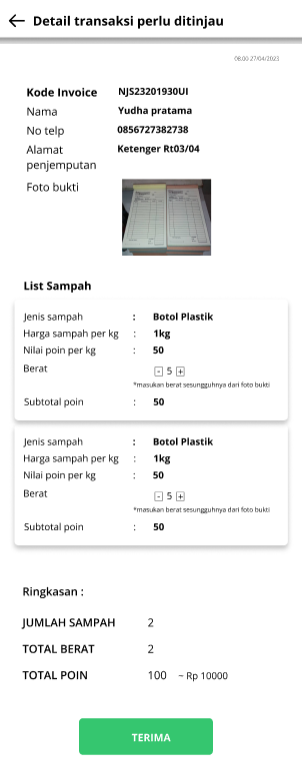 Detail transaksi perlu ditinjau
08.00 27/04/2023
Kode Invoice NJS23201930UI
Nama Yudha pratama
No telp 0856727382738
Alamat penjemputan Ketenger Rt03/04
Foto bukti
List Sampah
Jenis sampah : Botol Plastik
Harga sampah per kg : 1kg
Nilai poin per kg : 50
Berat - 5 +
*masukan berat sesungguhnya dari foto bukti
Subtotal poin : 50
Jenis sampah : Botol Plastik
Harga sampah per kg : 1kg
Nilai poin per kg : 50
Berat - 5 +
*masukan berat sesungguhnya dari foto bukti
Subtotal poin : 50
Ringkasan :
JUMLAH SAMPAH 2
TOTAL BERAT 2
TOTAL POIN 100 ~ Rp 10000
TERIMA